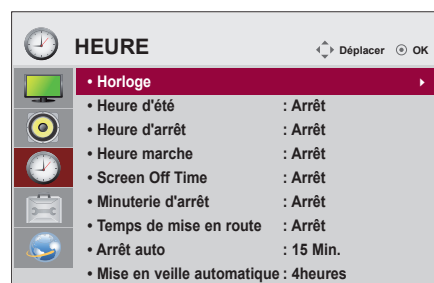 HEURE Déplacer OK
• Horloge
• Heure d'été : Arrêt
• Heure d'arrêt : Arrêt
• Heure marche : Arrêt
• Screen Off Time : Arrêt
• Minuterie d'arrêt : Arrêt
• Temps de mise en route : Arrêt
• Arrêt auto : 15 Min.
• Mise en veille automatique : 4heures